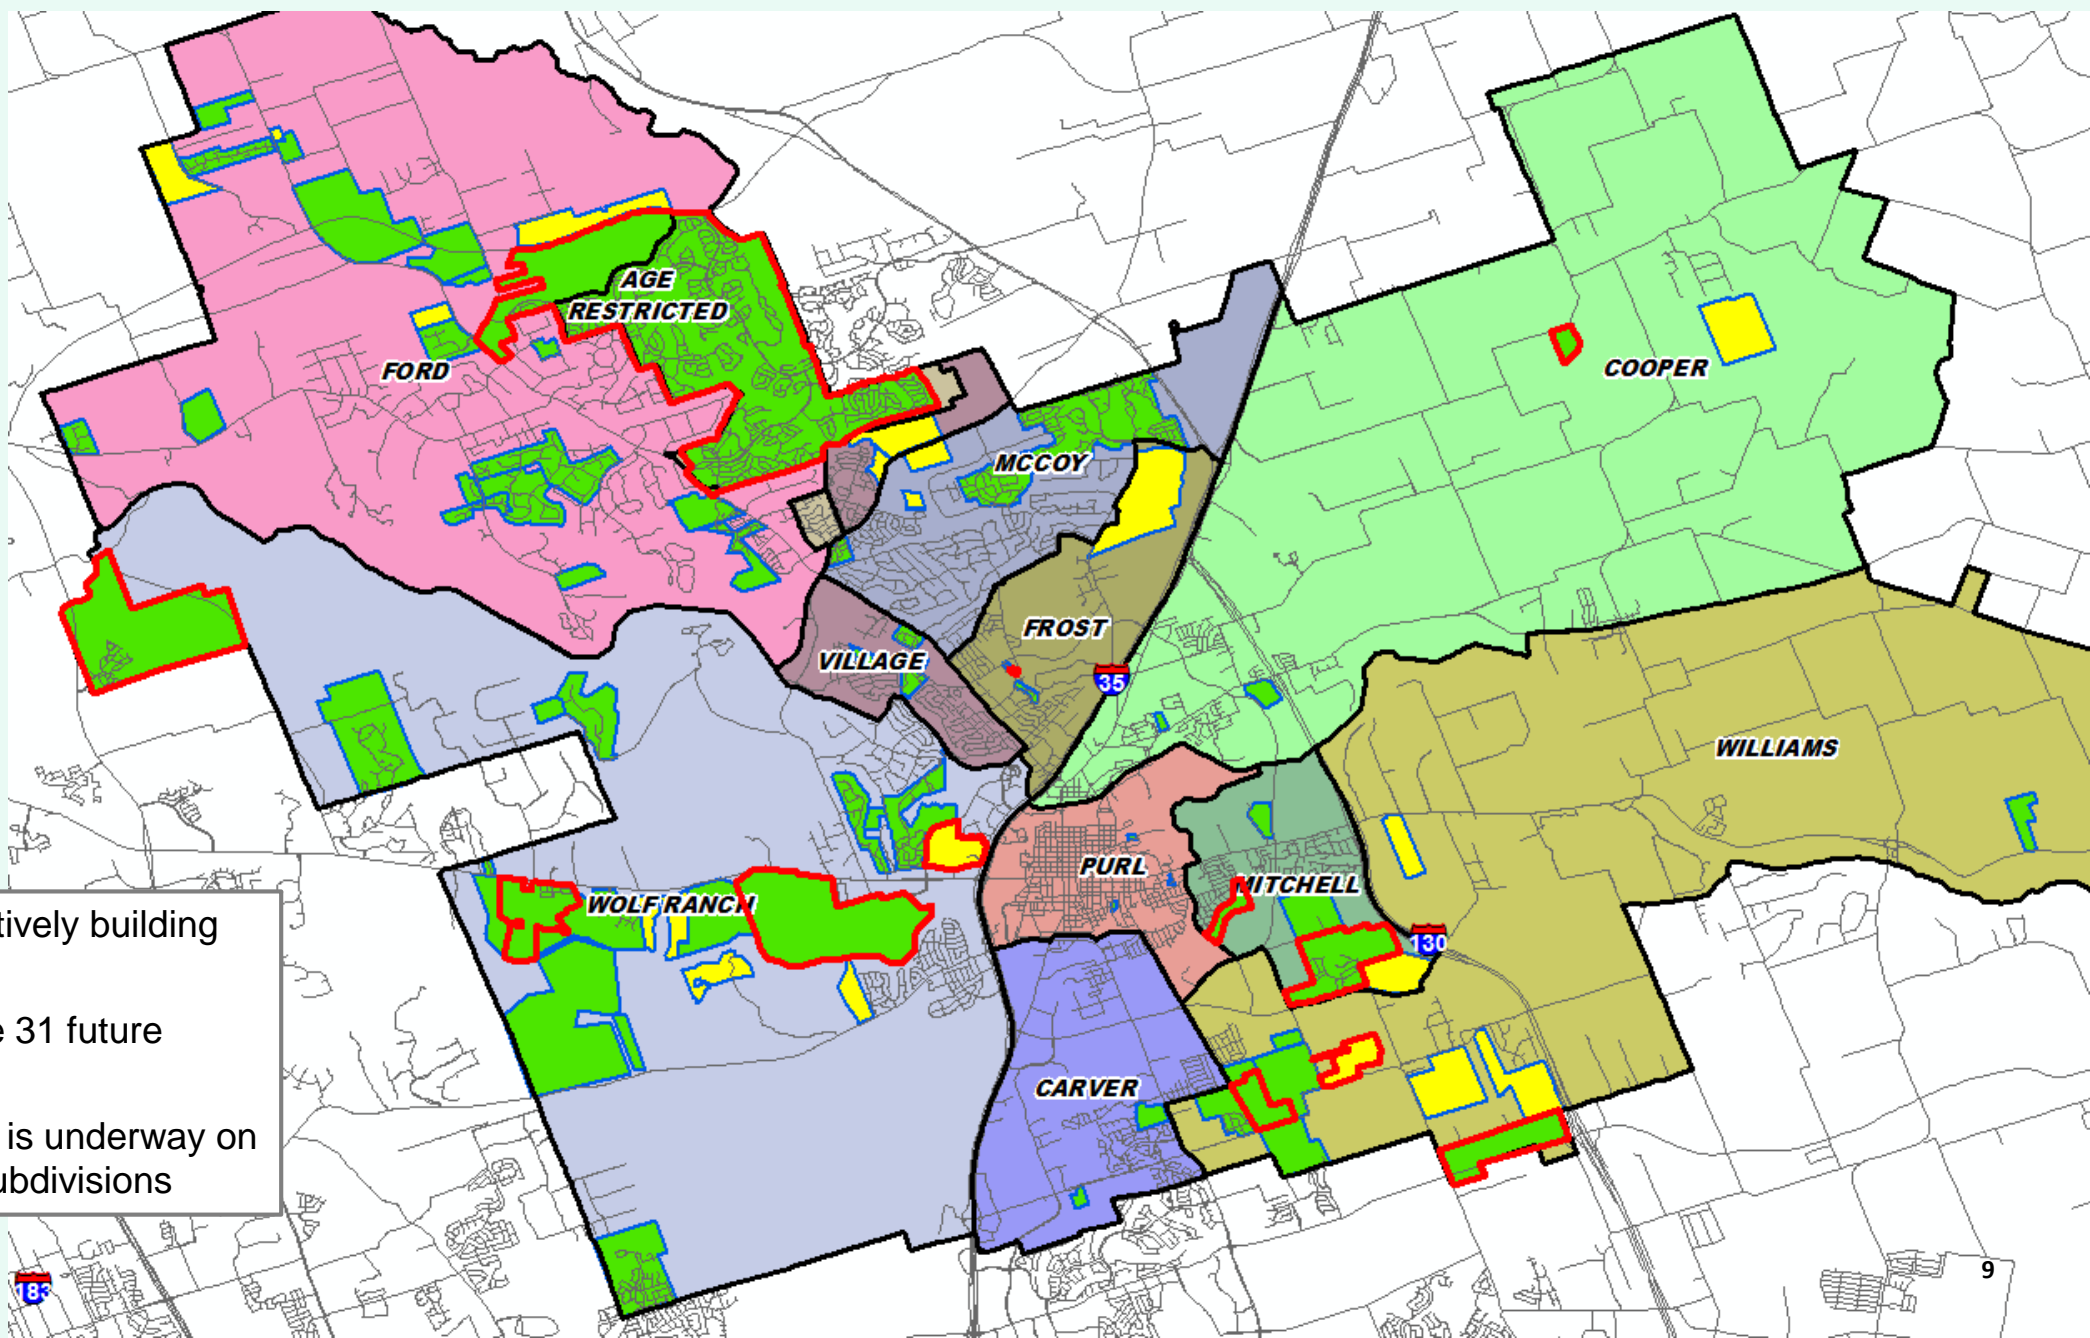 AGE
RESTRICTED
FORD
COOPER
MCCOY
FROST
VILLAGE
35
WILLIAMS
PURL
MITCHELL
WOLF RANCH
130
CARVER
tively building
e 31 future
is underway on
ubdivisions
183
9